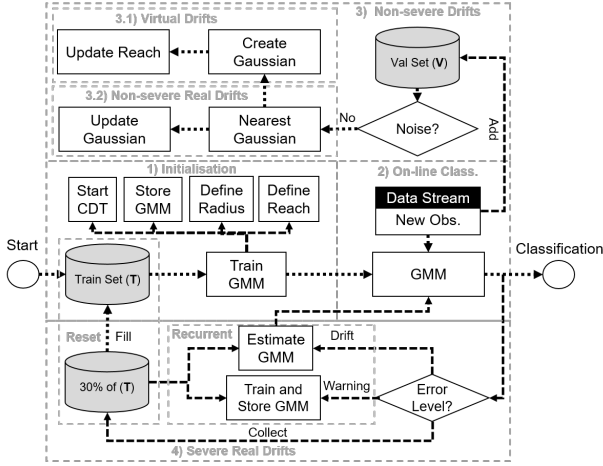 3.1) Virtual Drifts
3) Non-severe Drifts
Update Reach
Create
Gaussian
Val Set (V)
3.2) Non-severe Real Drifts
Update
Gaussian
Nearest
Gaussian
No
Noise?
Add
1) Initialisation
2) On-line Class.
Start
CDT
Store
GMM
Define
Radius
Define
Reach
Data Stream
New Obs.
Start
Classification
Train Set (T)
Train
GMM
GMM
Reset
Fill
Recurrent
Estimate
GMM
Drift
30% of (T)
Train and
Store GMM
Warning
Error
Level?
Collect
4) Severe Real Drifts